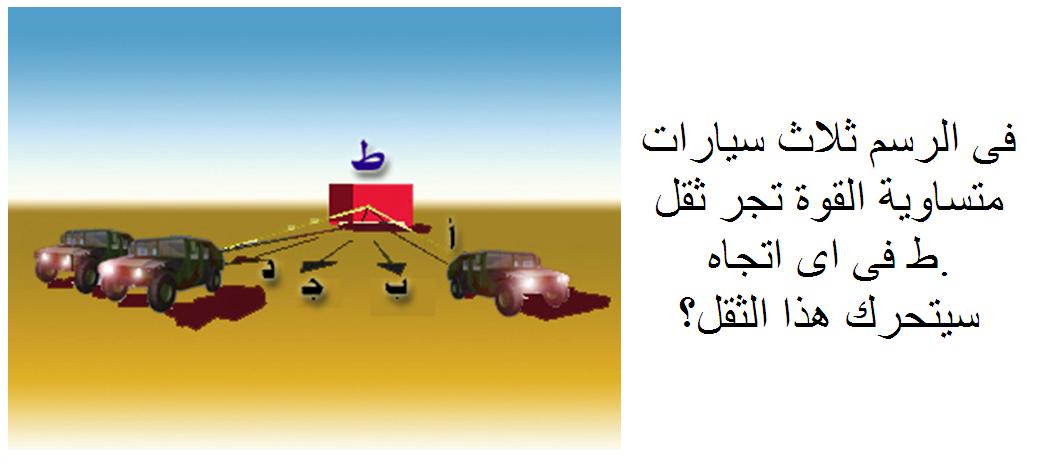 ط
أ
د
ج
ب
فى الرسم ثلاث سيارات
متساوية القوة تجر ثقل
ط فى اى اتجاه.
سيتحرك هذا الثقل؟